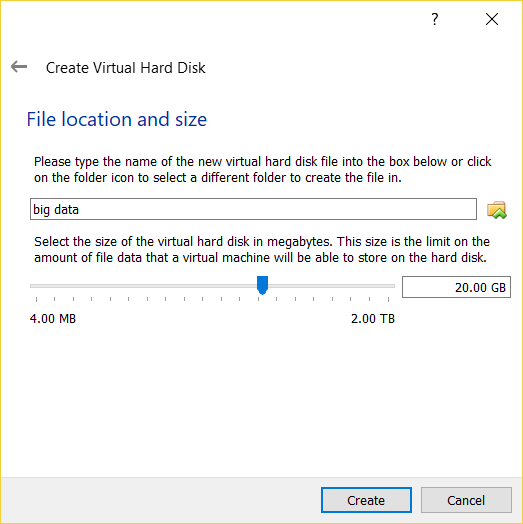 ?
Create Virtual Hard Disk
File location and size
Please type the name of the new virtual hard disk file into the box below or click
on the folder icon to select a different folder to create the file in.
big data
Select the size of the virtual hard disk in megabytes. This size is the limit on the
amount of file data that a virtual machine will be able to store on the hard disk.
20.00 GB
4.00 MB 2.00 TB
Create Cancel